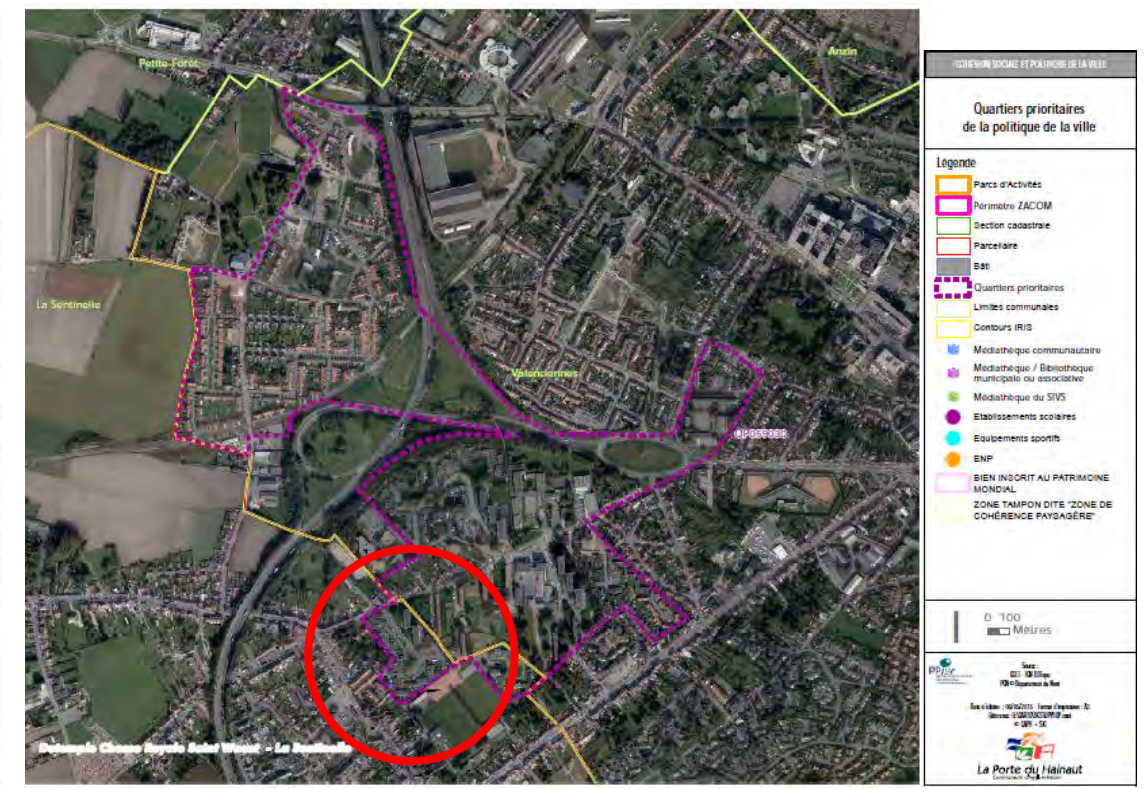 Petite-Forêt
Anzin
La Sentinelle
Valenciennes
QP059030
COHÉSION SOCIALE ET POLITIQUE DE LA VILLE
Quartiers prioritaires
de la politique de la ville
Légende
Parcs d'Activités
Périmètre ZACOM
Section cadastrale
Parcellaire
Bâti
Quartiers prioritaires
Limites communales
Contours IRIS
Médiathèque communautaire
Médiathèque / Bibliothèque
municipale ou associative
Médiathèque du SIVS
Etablissements scolaires
Equipements sportifs
ENP
BIEN INSCRIT AU PATRIMOINE
MONDIAL
ZONE TAMPON DITE "ZONE DE
COHÉRENCE PAYSAGÈRE"
0 100
Mètres
Source :
La Porte du Hainaut
Dutemple Chasse Royale Saint Waast - La Sentinelle